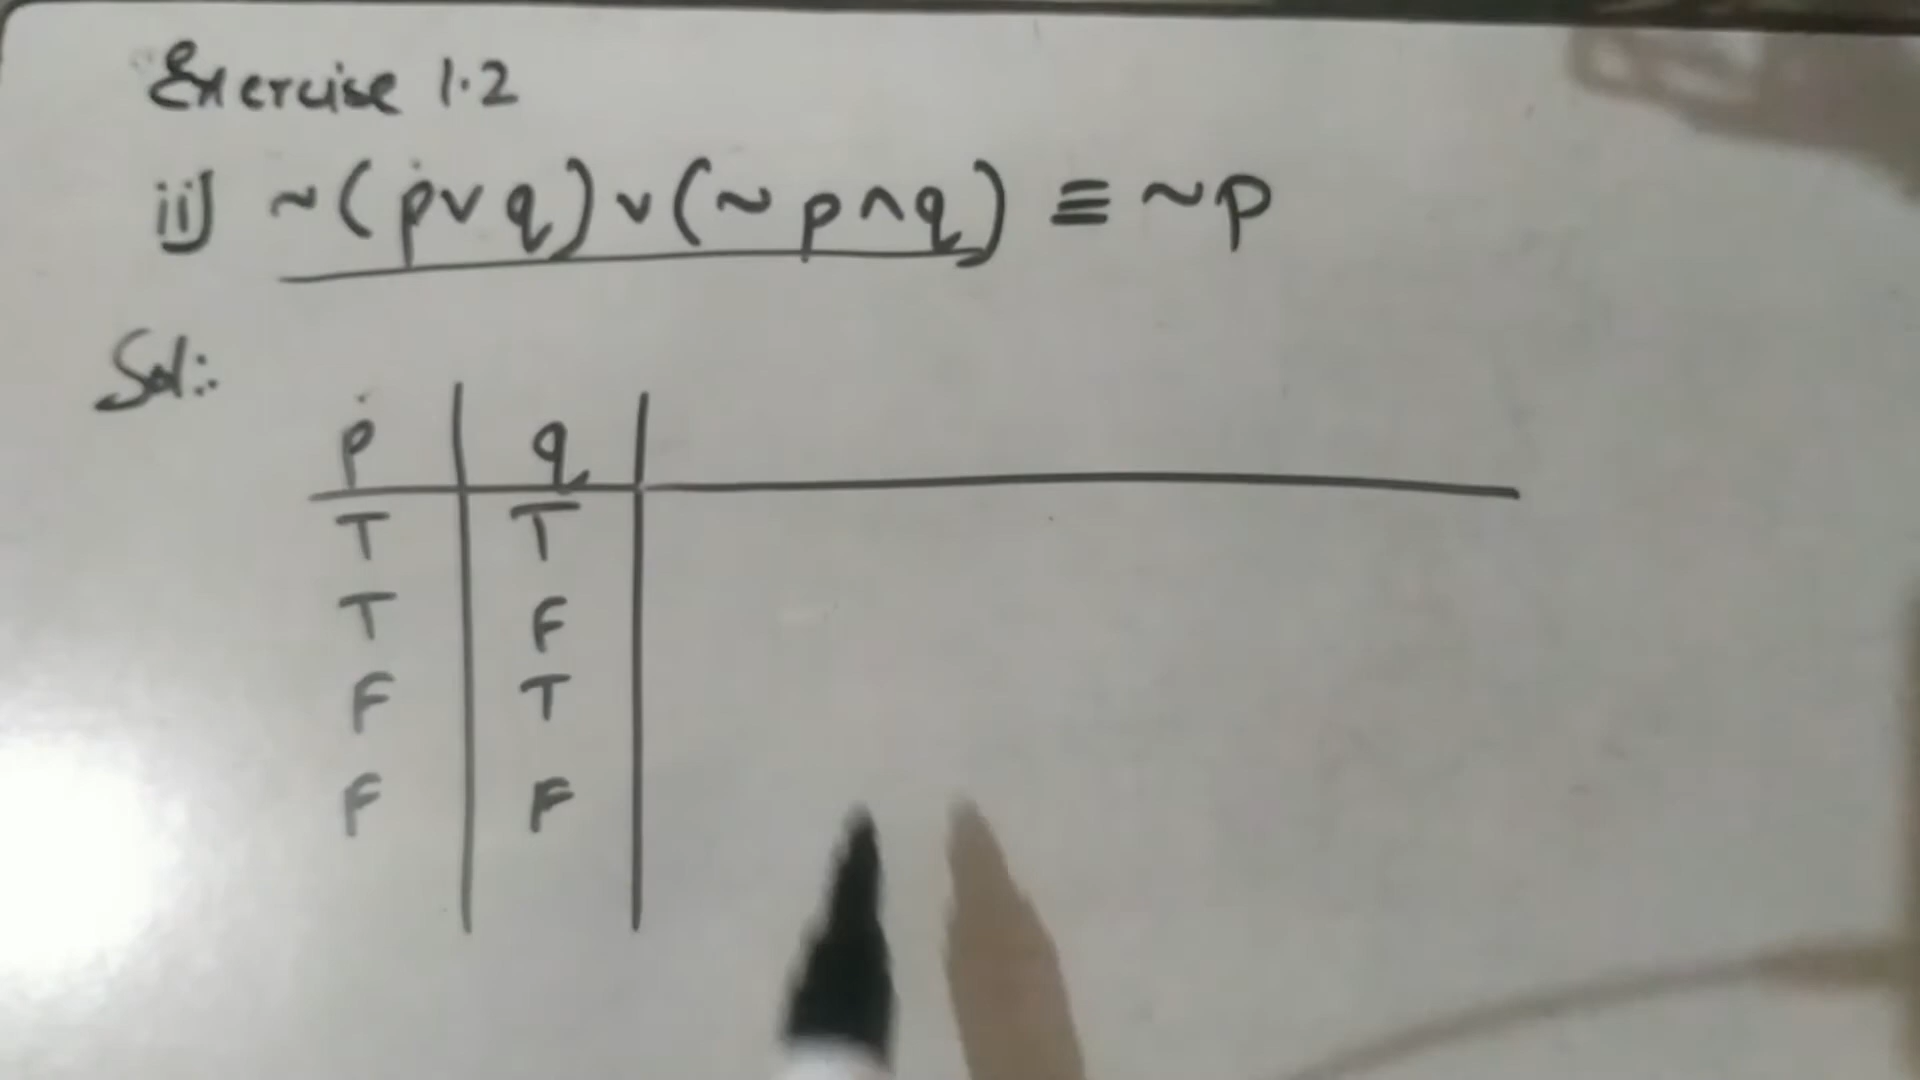 Exercise 1.2
ii) ~(p∨q)∨(~p∧q) ≡ ~p
Sol:
p q
T T
T F
F T
F F